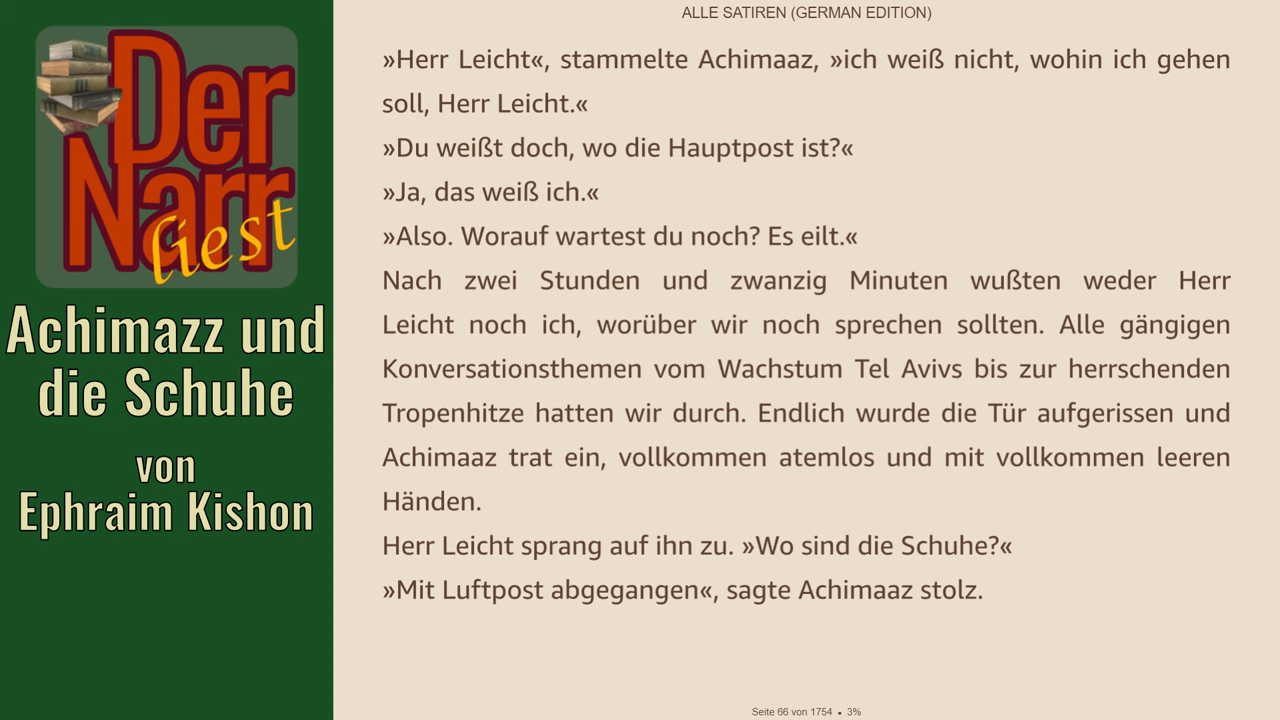 Der
Narr
liest
Achimazz und
die Schuhe
von
Ephraim Kishon
ALLE SATIREN (GERMAN EDITION)
»Herr Leicht«, stammelte Achimaaz, »ich weiß nicht, wohin ich gehen
soll, Herr Leicht.«
»Du weißt doch, wo die Hauptpost ist?«
»Ja, das weiß ich.«
»Also. Worauf wartest du noch? Es eilt.«
Nach zwei Stunden und zwanzig Minuten wußten weder Herr
Leicht noch ich, worüber wir noch sprechen sollten. Alle gängigen
Konversationsthemen vom Wachstum Tel Avivs bis zur herrschenden
Tropenhitze hatten wir durch. Endlich wurde die Tür aufgerissen und
Achimaaz trat ein, vollkommen atemlos und mit vollkommen leeren
Händen.
Herr Leicht sprang auf ihn zu. »Wo sind die Schuhe?«
»Mit Luftpost abgegangen«, sagte Achimaaz stolz.
Seite 66 von 1754 • 3%